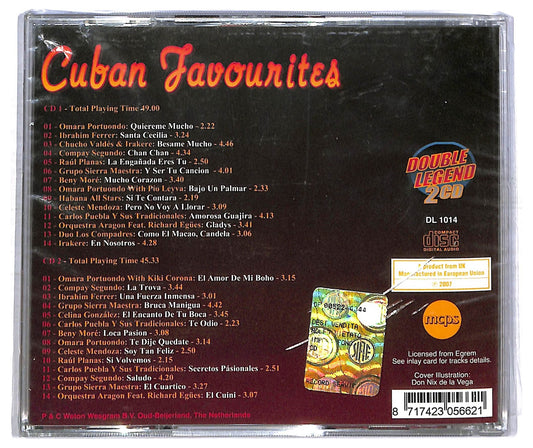 Cuban Favourites
CD 1 - Total Playing Time 49.00
01 - Omara Portuondo: Quiereme Mucho - 2.22
02 - Ibrahim Ferrer: Santa Cecilia - 3.24
03 - Chucho Valdés & Irakere: Besame Mucho - 4.46
04 - Compay Segundo: Chan Chan - 4.34
05 - Raúl Planas: La Engañada Eres Tu - 2.50
06 - Grupo Sierra Maestra: Y Ser Tu Cancion - 4.01
07 - Beny Moré: Mucho Corazon - 3.40
08 - Omara Portuondo With Pio Leyva: Bajo Un Palmar - 2.33
09 - Habana All Stars: Si Te Contara - 2.19
10 - Celeste Mendoza: Pero No Voy A Llorar - 3.09
11 - Carlos Puebla Y Sus Tradicionales: Amorosa Guajira - 4.13
12 - Orquestra Aragon Feat. Richard Egües: Gladys - 3.41
13 - Duo Los Compadres: Como El Macao, Candela - 3.06
14 - Irakere: En Nosotros - 4.28
CD 2 - Total Playing Time 45.33
01 - Omara Portuondo With Kiki Corona: El Amor De Mi Boho - 3.15
02 - Compay Segundo: La Trova - 3.44
03 - Ibrahim Ferrer: Una Fuerza Inmensa - 3.01
04 - Grupo Sierra Maestra: Bruca Manigua - 4.00
05 - Celina González: El Encanto De Tu Boca - 3.45
06 - Carlos Puebla Y Sus Tradicionales: Te Odio - 2.23
07 - Beny Moré: Loca Pasion - 3.08
08 - Omara Portuondo: Te Dije Quedate - 3.14
09 - Celeste Mendoza: Soy Tan Feliz - 2.50
10 - Raúl Planas: Si Volvemos - 2.15
11 - Carlos Puebla Y Sus Tradicionales: Secretos Pásionales - 2.51
12 - Compay Segundo: Saludo - 4.20
13 - Grupo Sierra Maestra: El Cuartico - 3.27
14 - Orquestra Aragon Feat. Richard Egües: El Cuini - 3.07
P & C Weton Wesgram B.V. Oud-Beijerland, The Netherlands
DOUBLE
LEGEND
2CD
DL 1014
COMPACT
disc
DIGITAL AUDIO
A product from UK
Manufactured in European Union
© 2007
mcps
Licensed from Egrem
See inlay card for tracks details.
Cover Illustration:
Don Nix de la Vega
8 717423 056621
SIAE